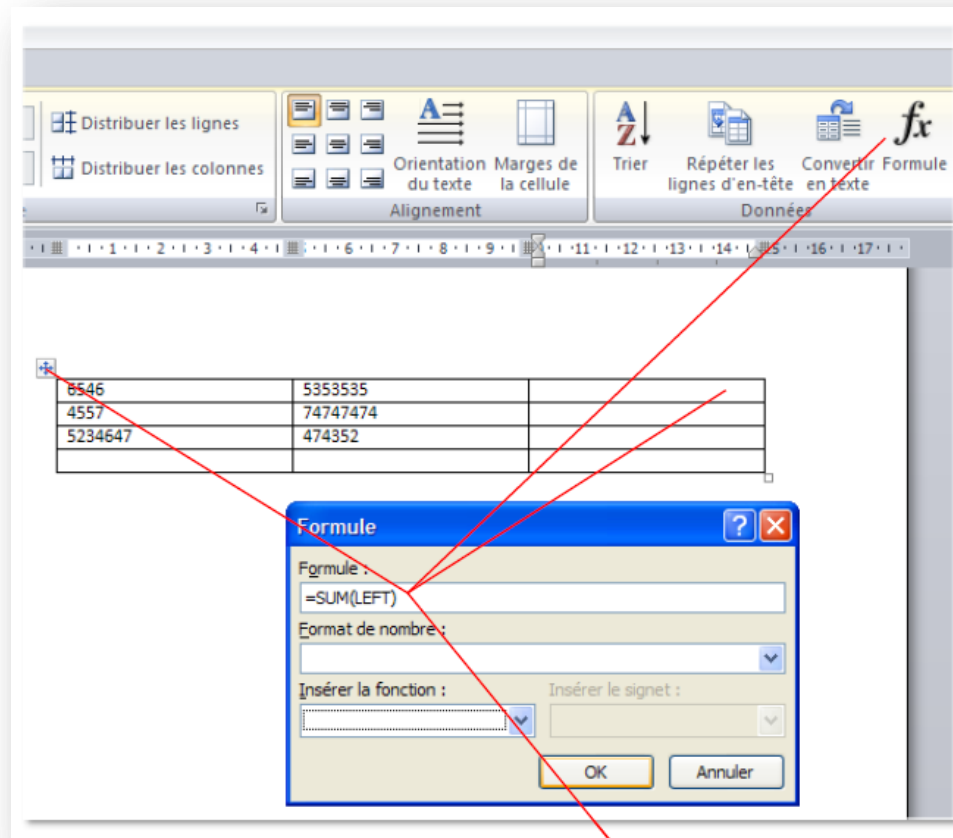 Distribuer les lignes
Distribuer les colonnes
Orientation du texte
Marges de la cellule
Alignement
A Z
Trier
Répéter les lignes d'en-tête
Convertir en texte
fx
Formule
Données
1 2 3 4 6 7 8 9 11 12 13 14 15 16 17
6546 5353535
4557 74747474
5234647 474352
Formule
Formule :
=SUM(LEFT)
Format de nombre :
Insérer la fonction : Insérer le signet :
OK Annuler